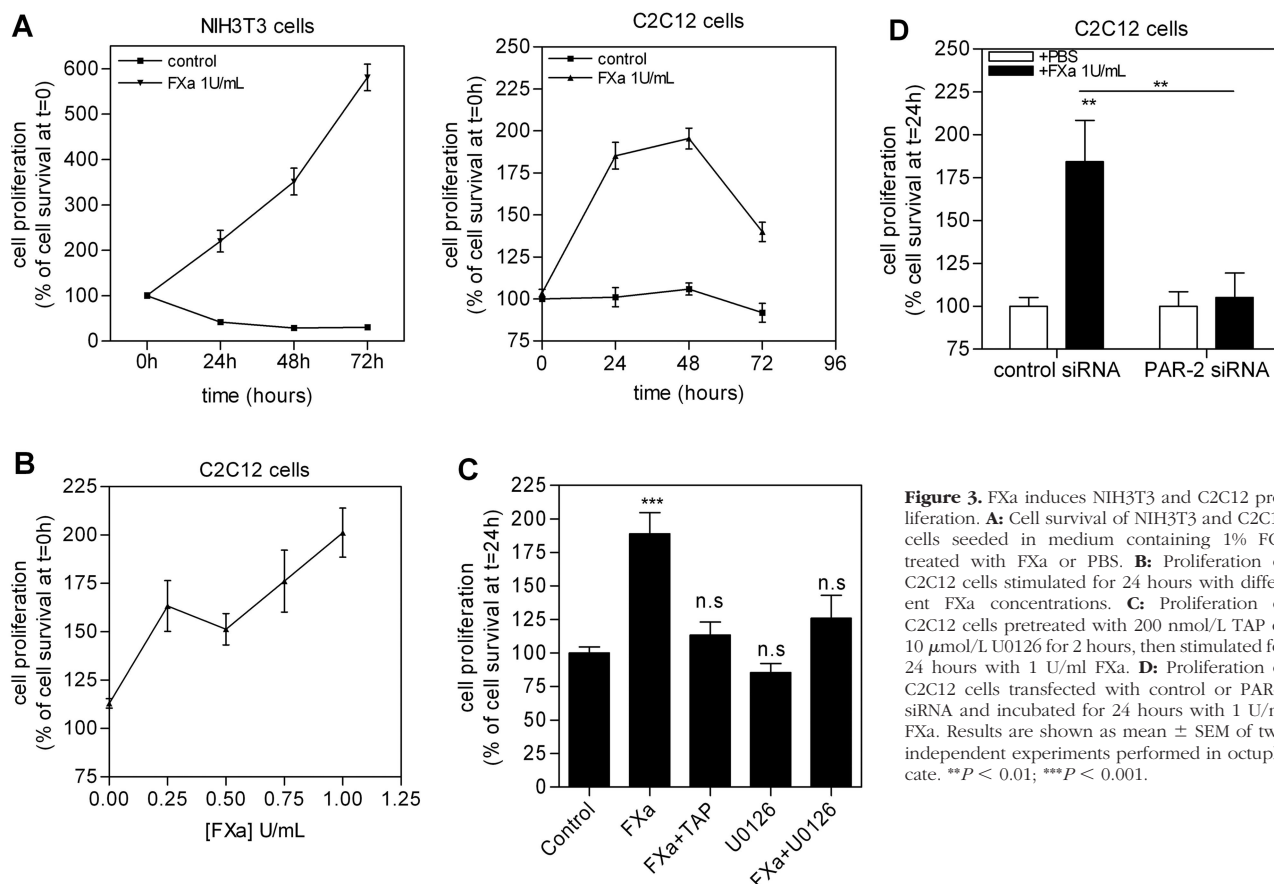 A
NIH3T3 cells
control
FXa 1U/mL
600
500
400
300
200
100
0
cell proliferation
(% of cell survival at t=0)
0h 24h 48h 72h
time (hours)
C2C12 cells
control
FXa 1U/mL
250
225
200
175
150
125
100
75
cell proliferation
(% of cell survival at t=0h)
0 24 48 72 96
time (hours)
D
C2C12 cells
+PBS
+FXa 1U/mL
**
**
250
225
200
175
150
125
100
75
cell proliferation
(% cell survival at t=24h)
control siRNA PAR-2 siRNA
B
C2C12 cells
225
200
175
150
125
100
75
cell proliferation
(% of cell survival at t=0h)
0.00 0.25 0.50 0.75 1.00 1.25
[FXa] U/mL
C
225
200
175
150
125
100
75
50
25
0
cell proliferation
(% of cell survival at t=24h)
***
n.s
n.s
n.s
Control FXa FXa+TAP U0126 FXa+U0126
Figure 3. FXa induces NIH3T3 and C2C12 pro
liferation. A: Cell survival of NIH3T3 and C2C1
cells seeded in medium containing 1% FC
treated with FXa or PBS. B: Proliferation o
C2C12 cells stimulated for 24 hours with differ
ent FXa concentrations. C: Proliferation o
C2C12 cells pretreated with 200 nmol/L TAP o
10 μmol/L U0126 for 2 hours, then stimulated fo
24 hours with 1 U/ml FXa. D: Proliferation o
C2C12 cells transfected with control or PAR-
siRNA and incubated for 24 hours with 1 U/m
FXa. Results are shown as mean ± SEM of tw
independent experiments performed in octupl
cate. **P < 0.01; ***P < 0.001.